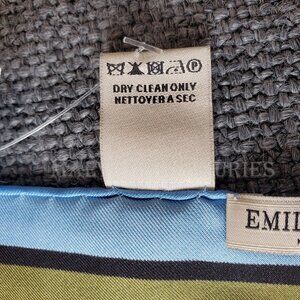 P
DRY CLEAN ONLY
NETTOYER A SEC
EMIL